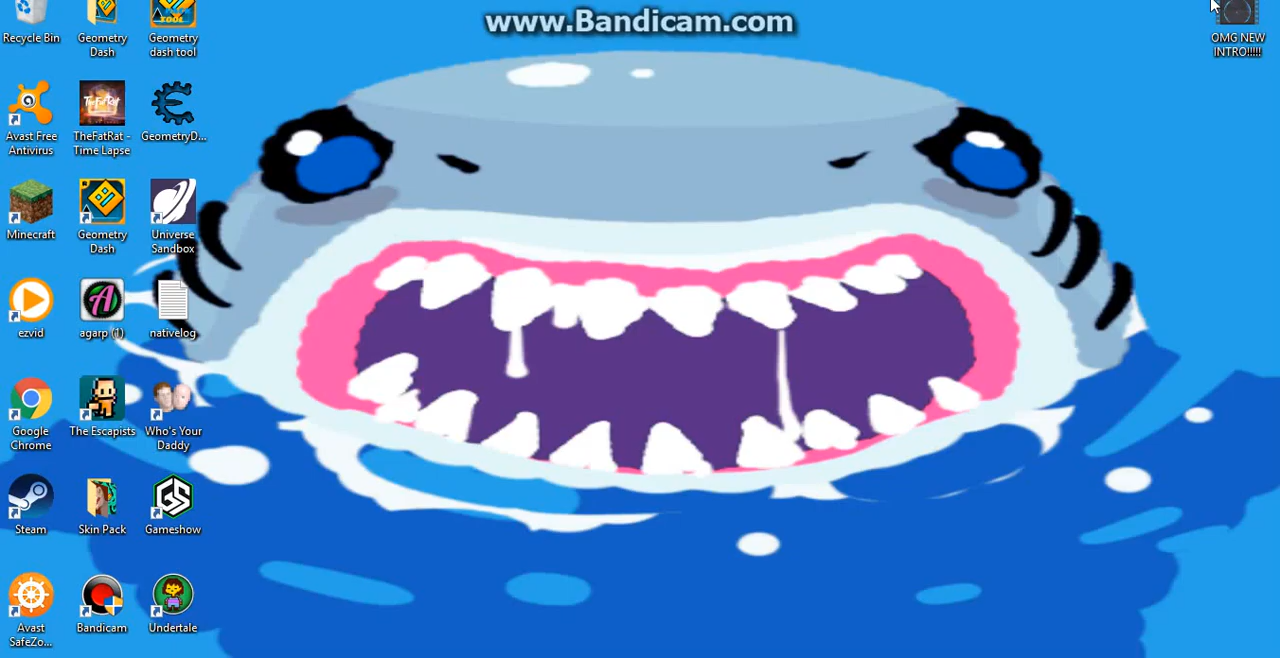 www.Bandicam.com
Recycle Bin
Geometry
Dash
Geometry
dash tool
OMG NEW
INTRO!!!!!
Avast Free
Antivirus
TheFatRat -
Time Lapse
GeometryD...
Minecraft
Geometry
Dash
Universe
Sandbox
ezvid
agarp (1)
nativelog
Google
Chrome
The Escapists
Who's Your
Daddy
Steam
Skin Pack
Gameshow
Avast
SafeZo...
Bandicam
Undertale